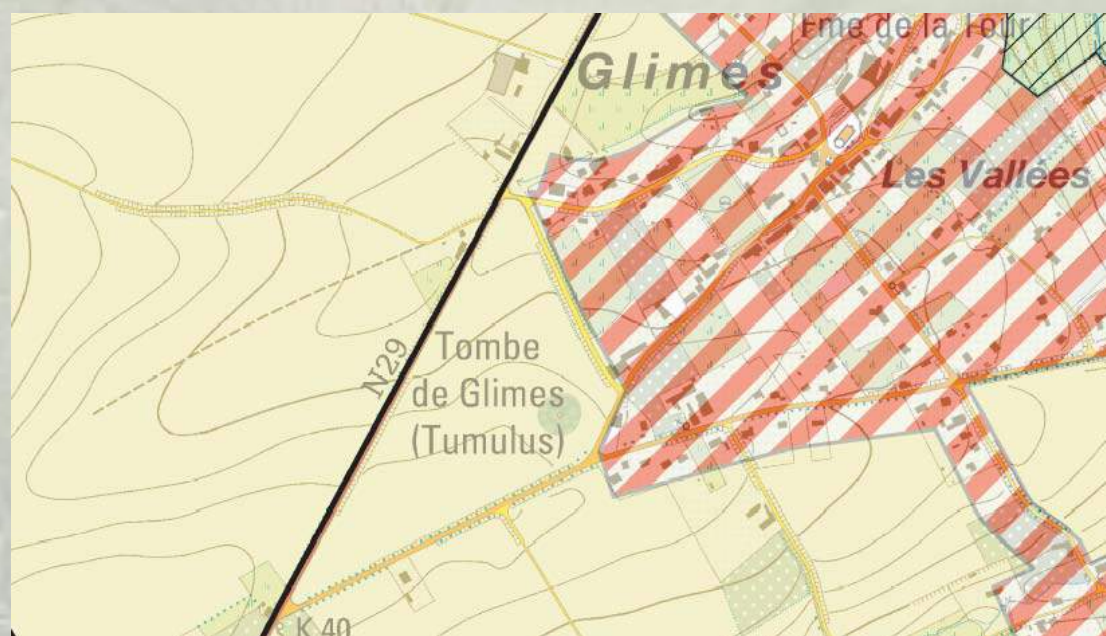 Fme de la Tour
Glimes
Les Vallées
N29
Tombe
de Glimes
(Tumulus)
K 40